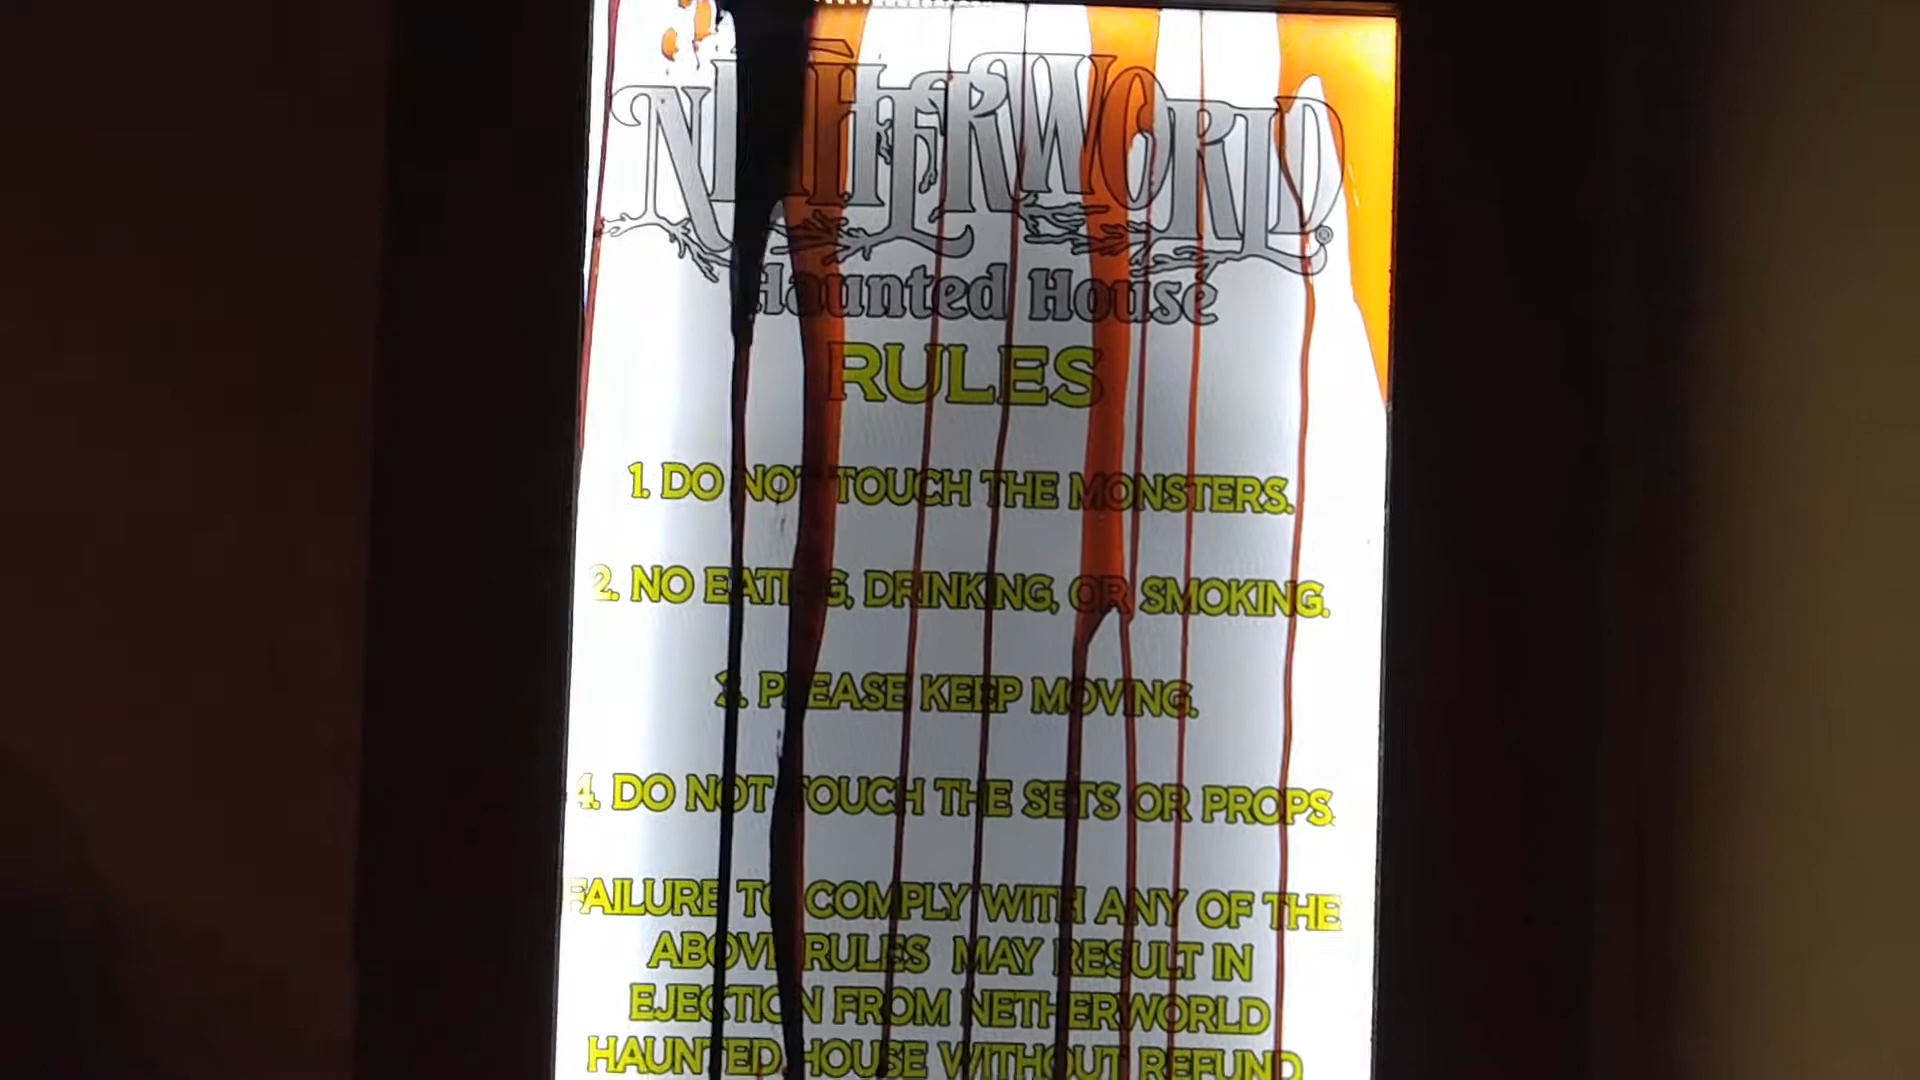 NETHERWORLD®
Haunted House
RULES
1. DO NOT TOUCH THE MONSTERS.
2. NO EATING, DRINKING, OR SMOKING.
3. PLEASE KEEP MOVING.
4. DO NOT TOUCH THE SETS OR PROPS.
FAILURE TO COMPLY WITH ANY OF THE
ABOVE RULES MAY RESULT IN
EJECTION FROM NETHERWORLD
HAUNTED HOUSE WITHOUT REFUND